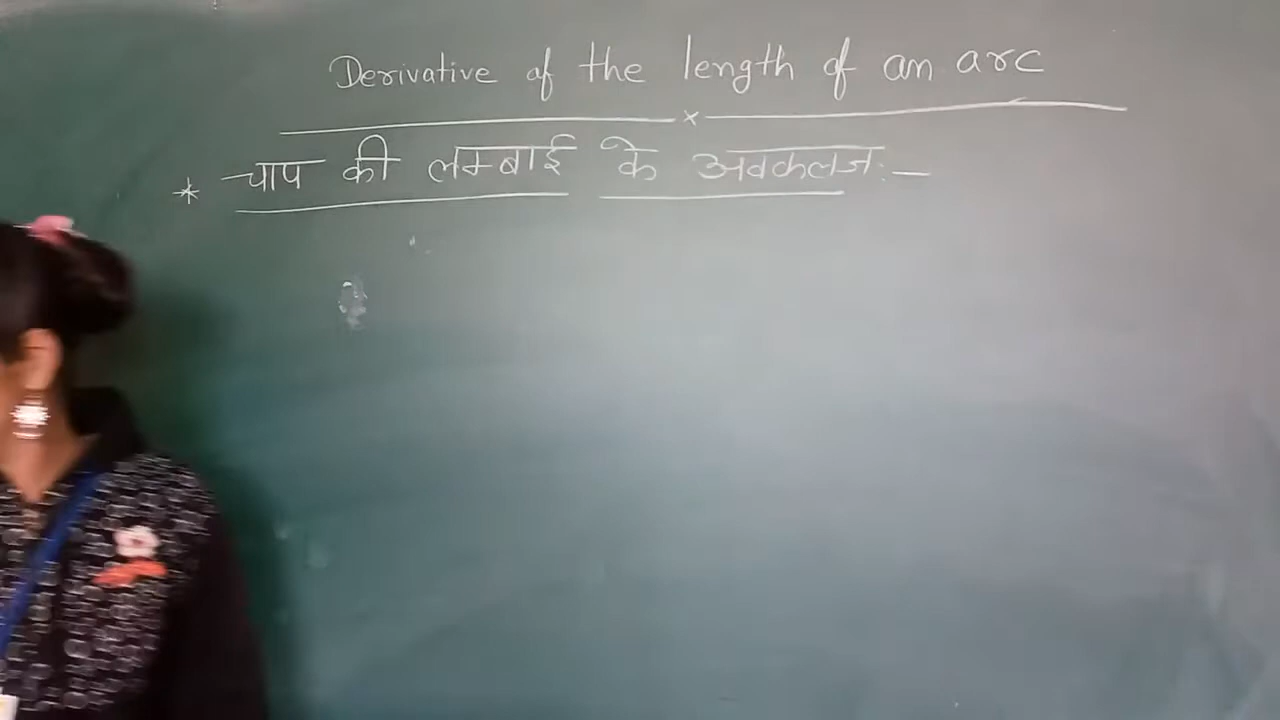 Derivative of the length of an arc
* चाप की लम्बाई के अवकलज:-